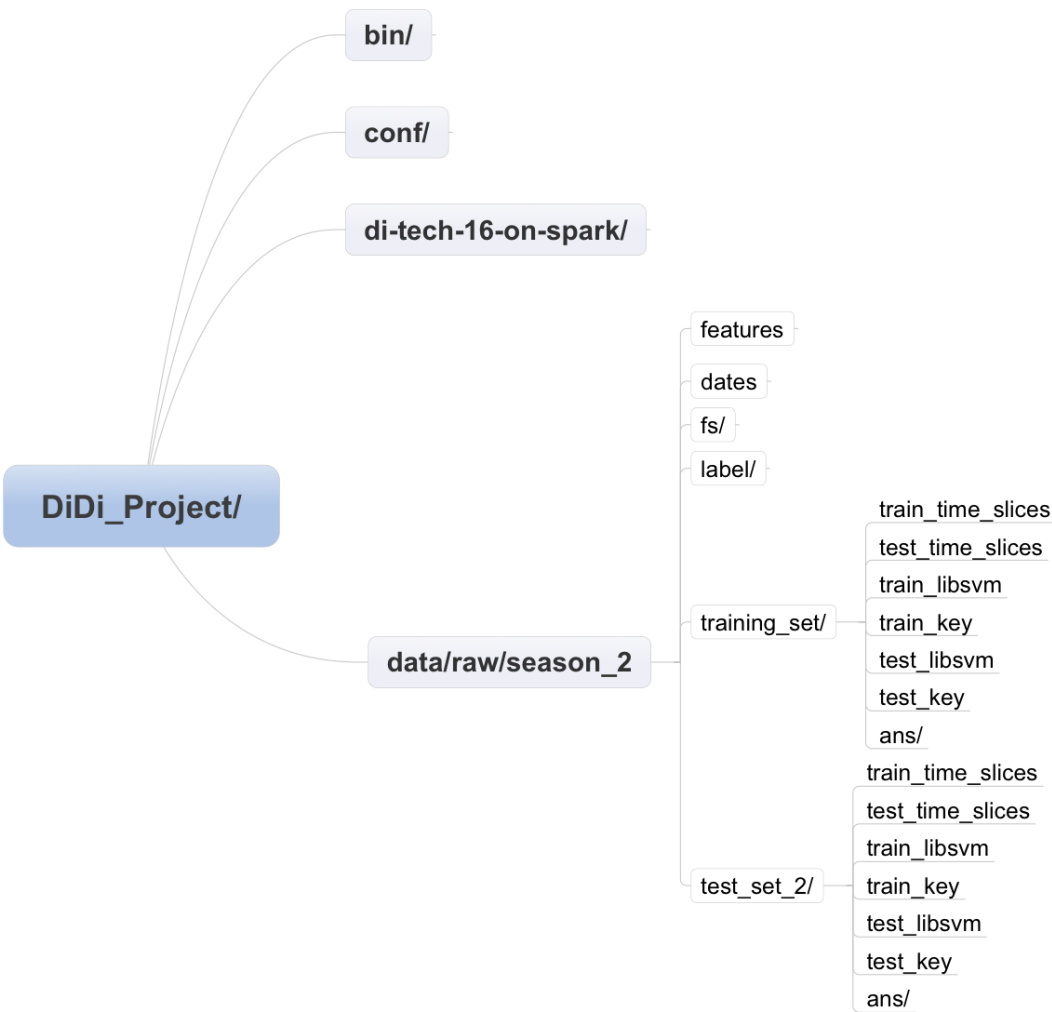 bin/
conf/
di-tech-16-on-spark/
DiDi_Project/
data/raw/season_2
features
dates
fs/
label/
training_set/
train_time_slices
test_time_slices
train_libsvm
train_key
test_libsvm
test_key
ans/
test_set_2/
train_time_slices
test_time_slices
train_libsvm
train_key
test_libsvm
test_key
ans/